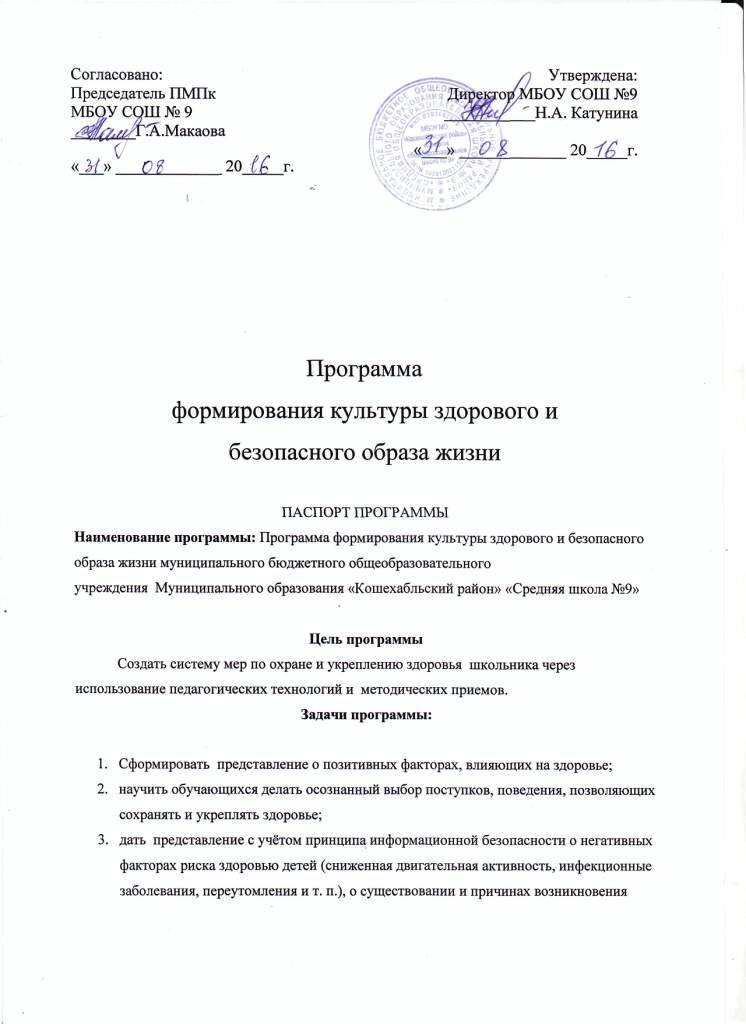 Согласовано:
Председатель ПМПк
МБОУ СОШ № 9
__________Г.А.Макаова
«31» ______08______ 2016 г.
Утверждена:
Директор МБОУ СОШ №9
____________Н.А. Катунина
«31» ______08______ 2016 г.
Программа
формирования культуры здорового и
безопасного образа жизни
ПАСПОРТ ПРОГРАММЫ
Наименование программы: Программа формирования культуры здорового и безопасного
образа жизни муниципального бюджетного общеобразовательного
учреждения Муниципального образования «Кошехабльский район» «Средняя школа №9»
Цель программы
Создать систему мер по охране и укреплению здоровья школьника через
использование педагогических технологий и методических приемов.
Задачи программы:
1. Сформировать представление о позитивных факторах, влияющих на здоровье;
2. научить обучающихся делать осознанный выбор поступков, поведения, позволяющих
сохранять и укреплять здоровье;
3. дать представление с учётом принципа информационной безопасности о негативных
факторах риска здоровью детей (сниженная двигательная активность, инфекционные
заболевания, переутомления и т. п.), о существовании и причинах возникновения